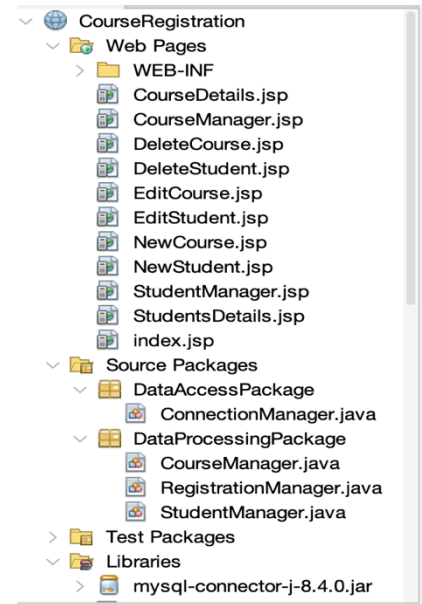 CourseRegistration
Web Pages
WEB-INF
CourseDetails.jsp
CourseManager.jsp
DeleteCourse.jsp
DeleteStudent.jsp
EditCourse.jsp
EditStudent.jsp
NewCourse.jsp
NewStudent.jsp
StudentManager.jsp
StudentsDetails.jsp
index.jsp
Source Packages
DataAccessPackage
ConnectionManager.java
DataProcessingPackage
CourseManager.java
RegistrationManager.java
StudentManager.java
Test Packages
Libraries
mysql-connector-j-8.4.0.jar